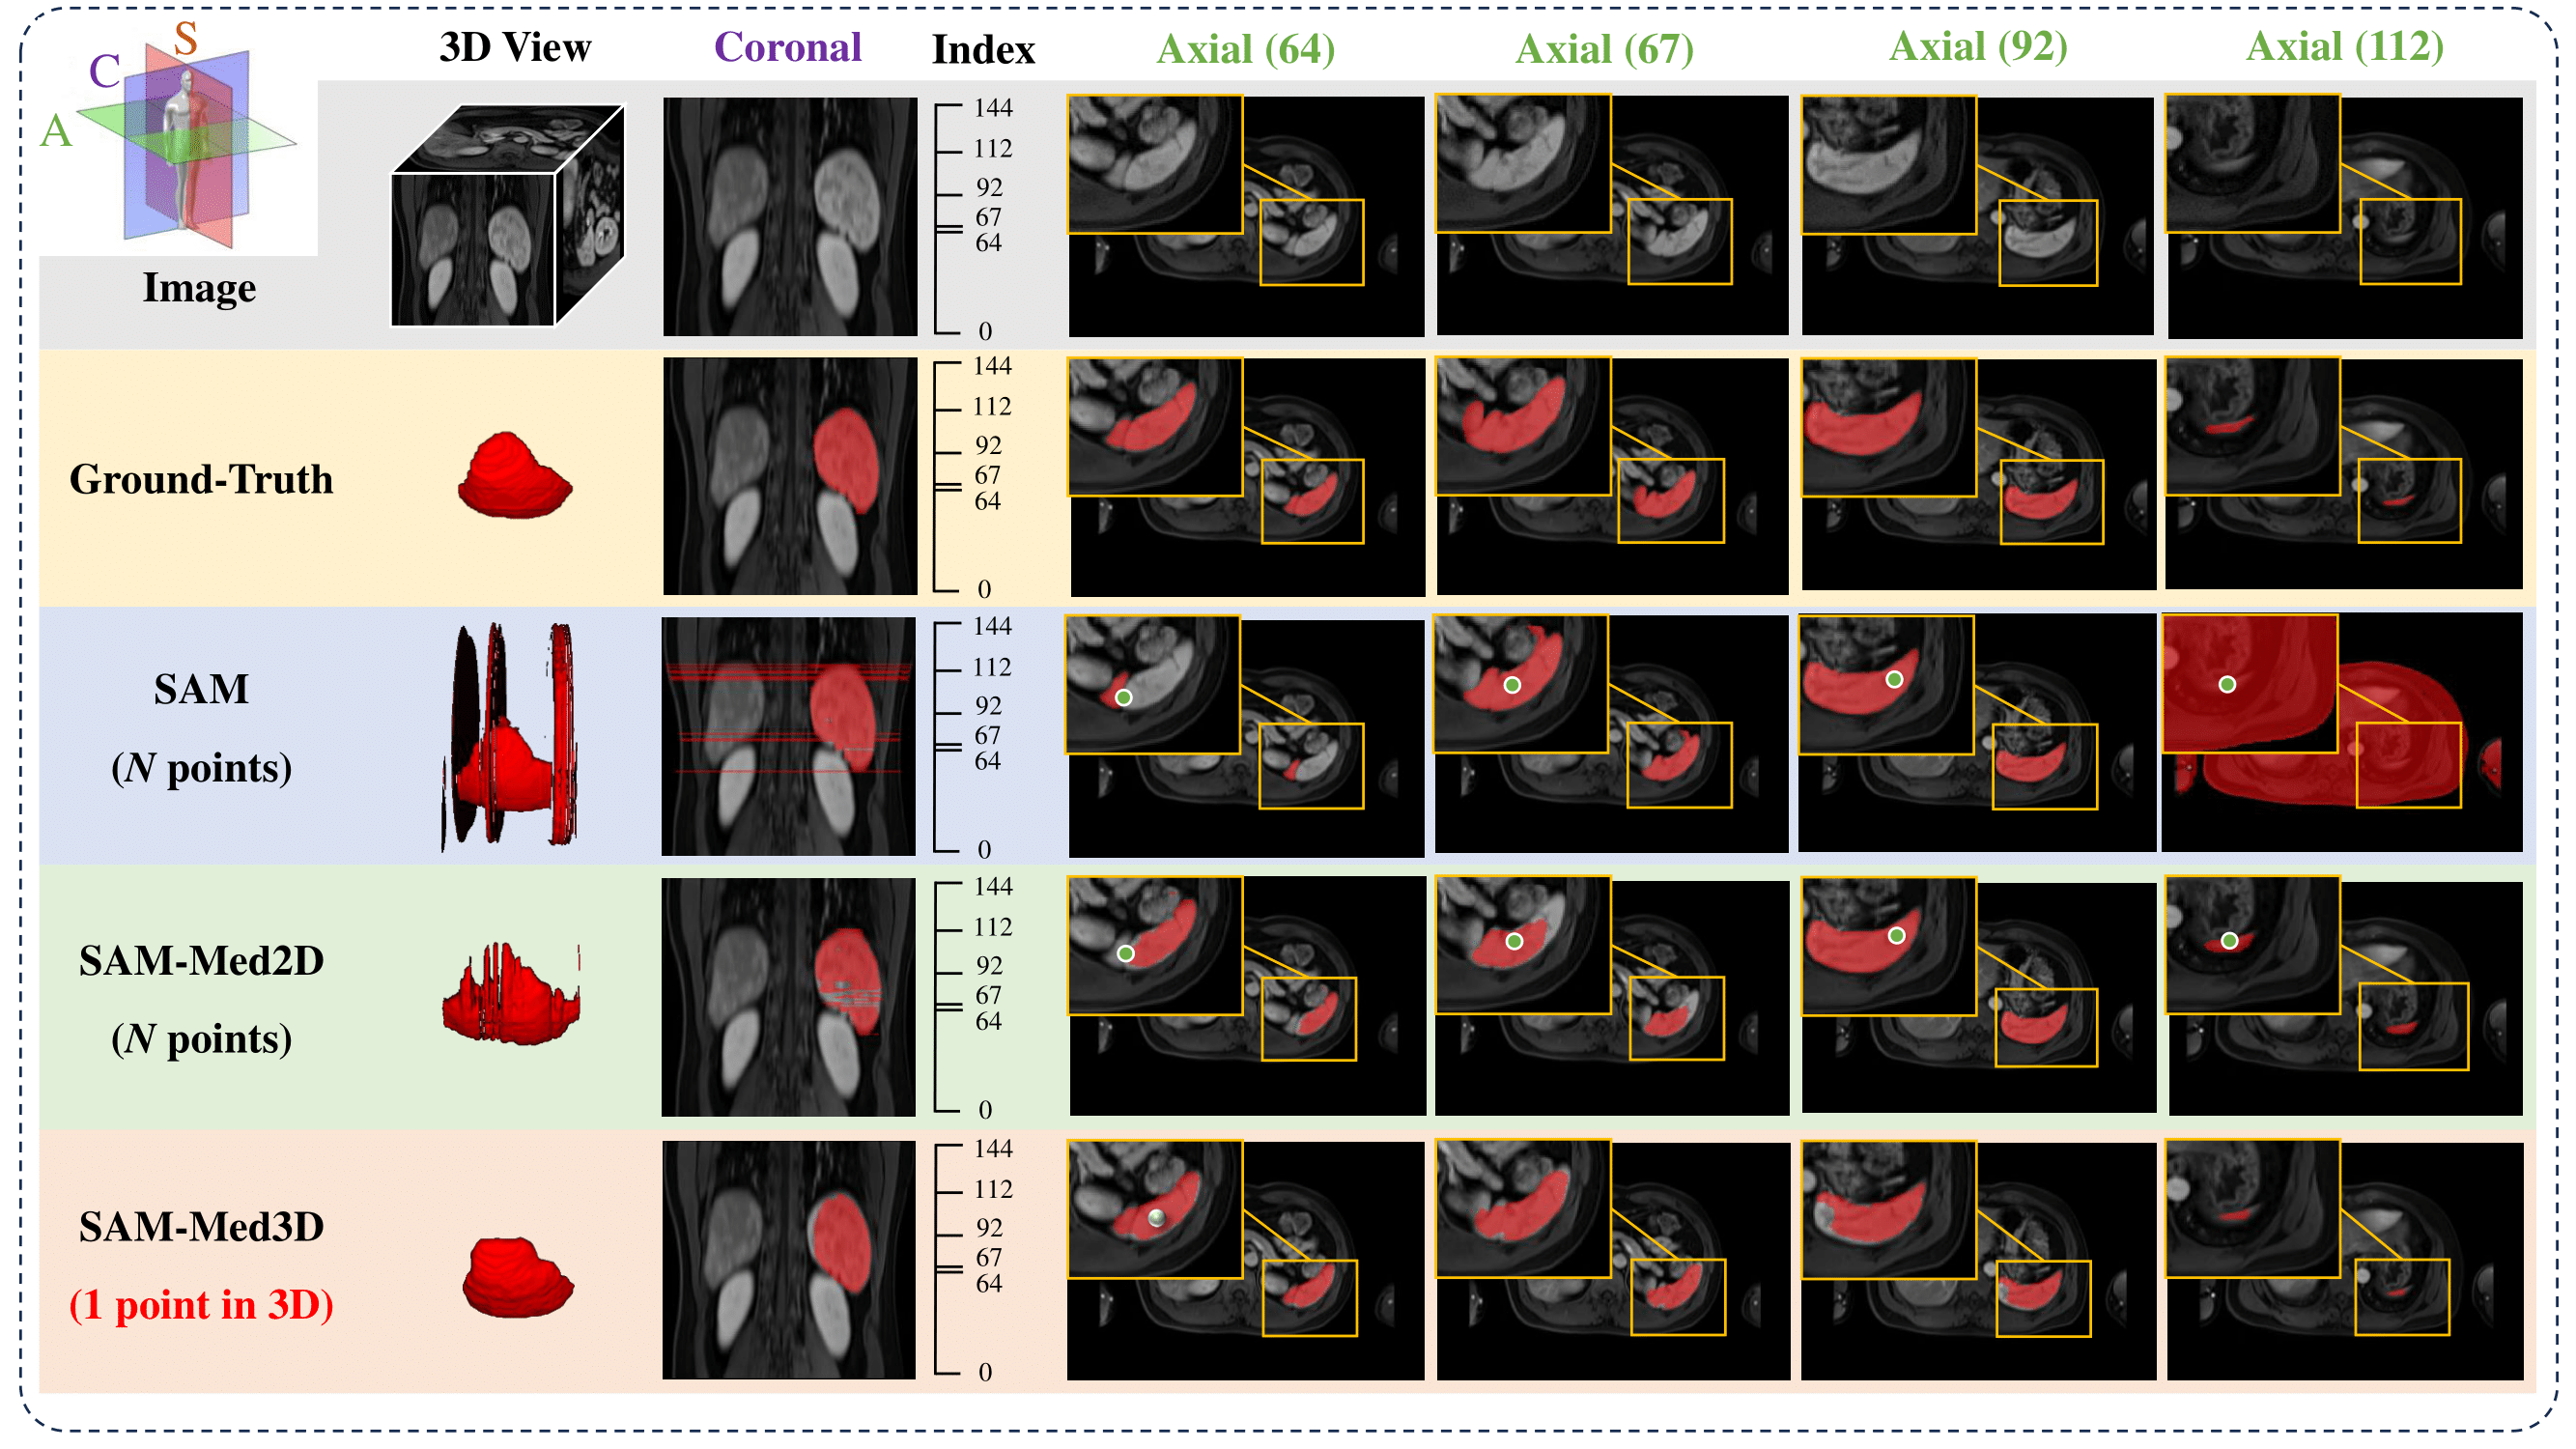 S
C
A
3D View
Coronal
Index
Axial (64)
Axial (67)
Axial (92)
Axial (112)
Image
144
112
92
67
64
0
Ground-Truth
144
112
92
67
64
0
SAM
(N points)
144
112
92
67
64
0
SAM-Med2D
(N points)
144
112
92
67
64
0
SAM-Med3D
(1 point in 3D)
144
112
92
67
64
0